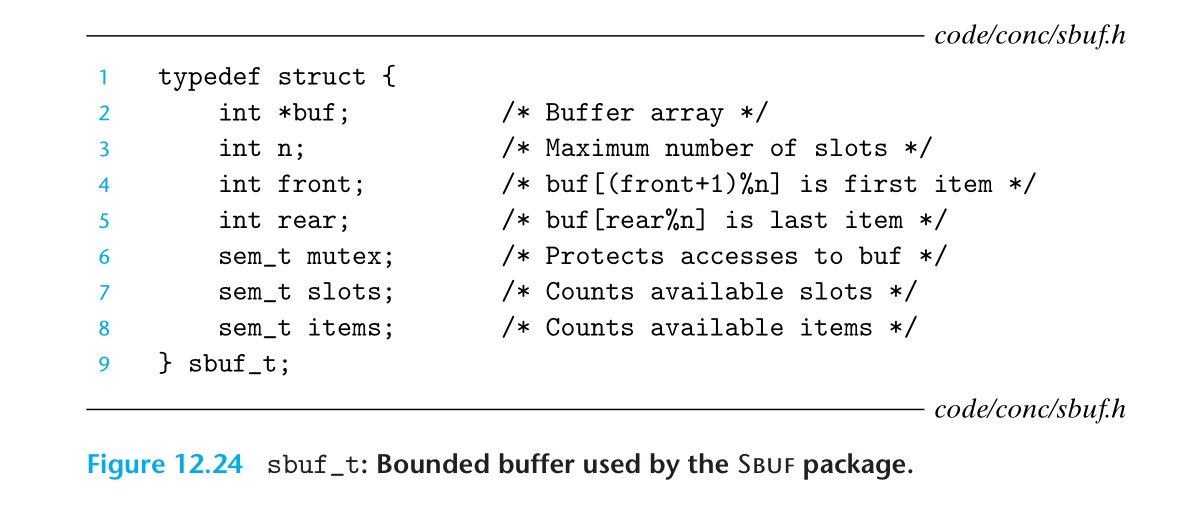 code/conc/sbuf.h
1 typedef struct {
2 int *buf; /* Buffer array */
3 int n; /* Maximum number of slots */
4 int front; /* buf[(front+1)%n] is first item */
5 int rear; /* buf[rear%n] is last item */
6 sem_t mutex; /* Protects accesses to buf */
7 sem_t slots; /* Counts available slots */
8 sem_t items; /* Counts available items */
9 } sbuf_t;
code/conc/sbuf.h
Figure 12.24 sbuf_t: Bounded buffer used by the SBUF package.